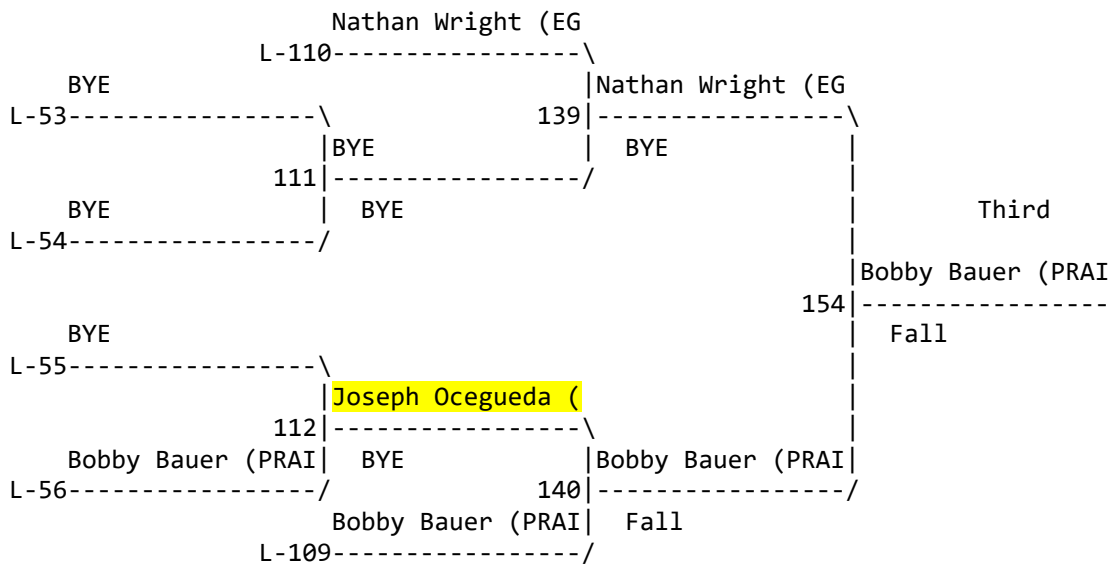 Nathan Wright (EG
L-110-----------------\
BYE |Nathan Wright (EG
L-53-----------------\ 139|-----------------\
|BYE | BYE |
111|-----------------/ |
BYE | BYE | Third
L-54-----------------/ |
|Bobby Bauer (PRAI
154|-----------------
BYE | Fall
L-55-----------------\ |
|Joseph Ocegueda ( |
112|-----------------\ |
Bobby Bauer (PRAI| BYE |Bobby Bauer (PRAI|
L-56-----------------/ 140|-----------------/
Bobby Bauer (PRAI| Fall
L-109-----------------/